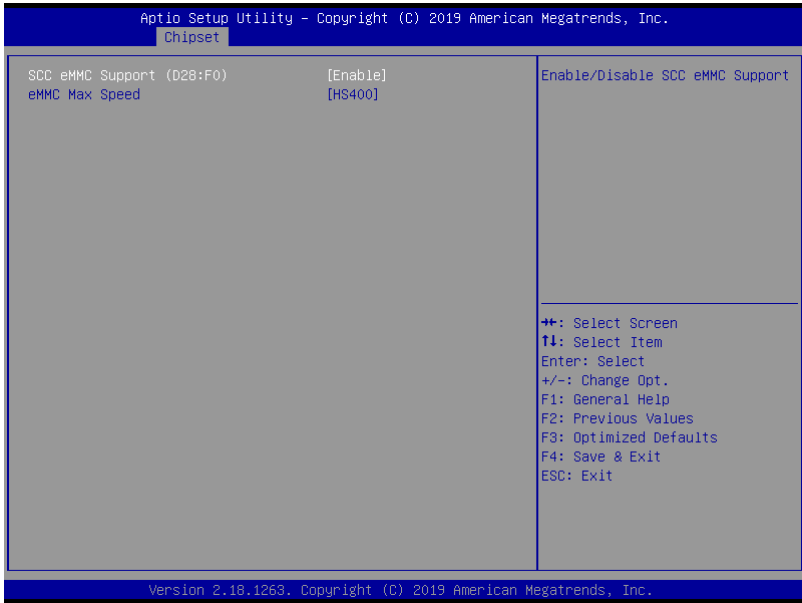 Aptio Setup Utility – Copyright (C) 2019 American Megatrends, Inc.
Chipset
SCC eMMC Support (D28:F0) [Enable]
eMMC Max Speed [HS400]
Enable/Disable SCC eMMC Support
→←: Select Screen
↑↓: Select Item
Enter: Select
+/-: Change Opt.
F1: General Help
F2: Previous Values
F3: Optimized Defaults
F4: Save & Exit
ESC: Exit
Version 2.18.1263. Copyright (C) 2019 American Megatrends, Inc.